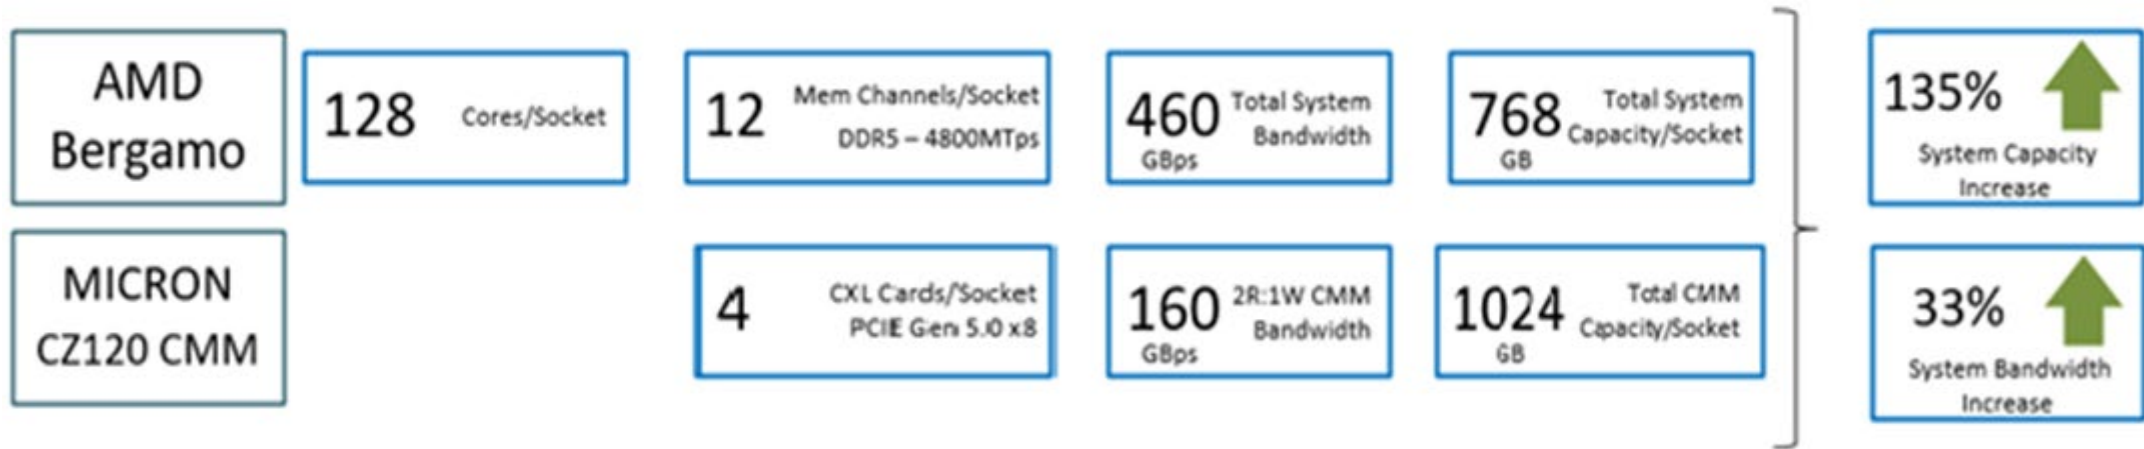 AMD
Bergamo
128 Cores/Socket
12 Mem Channels/Socket
DDR5 – 4800MTps
460 Total System
Bandwidth
GBps
768 Total System
Capacity/Socket
GB
135%
System Capacity
Increase
MICRON
CZ120 CMM
4 CXL Cards/Socket
PCIE Gen 5.0 x8
160 2R:1W CMM
Bandwidth
GBps
1024 Total CMM
Capacity/Socket
GB
33%
System Bandwidth
Increase